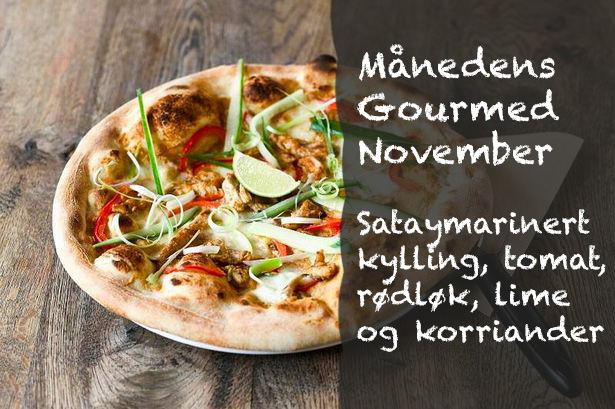 Månedens
Gourmed
November
Sataymarinert
kylling, tomat,
rødløk, lime
og korriander